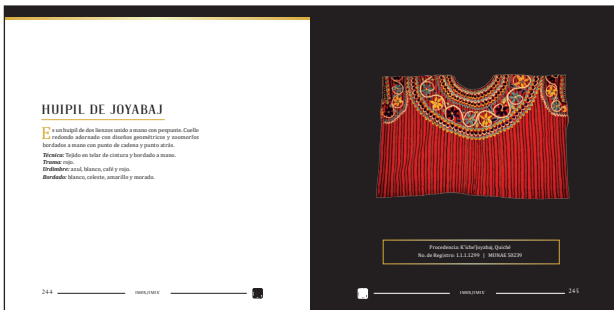 HUIPIL DE JOYABAJ
Es un huipil de dos lienzos unido a mano con pespunte. Cuello
redondo adornado con diseños geométricos y zoomorfos
bordados a mano con punto de cadena y punto atrás.
Técnica: Tejido en telar de cintura y bordado a mano.
Trama: rojo.
Urdimbre: azul, blanco, café y rojo.
Bordado: blanco, celeste, amarillo y morado.
244
Procedencia: K'iche' Joyabaj, Quiché
No. de Registro: 1.1.1.1299 | MUNAE 50239
245